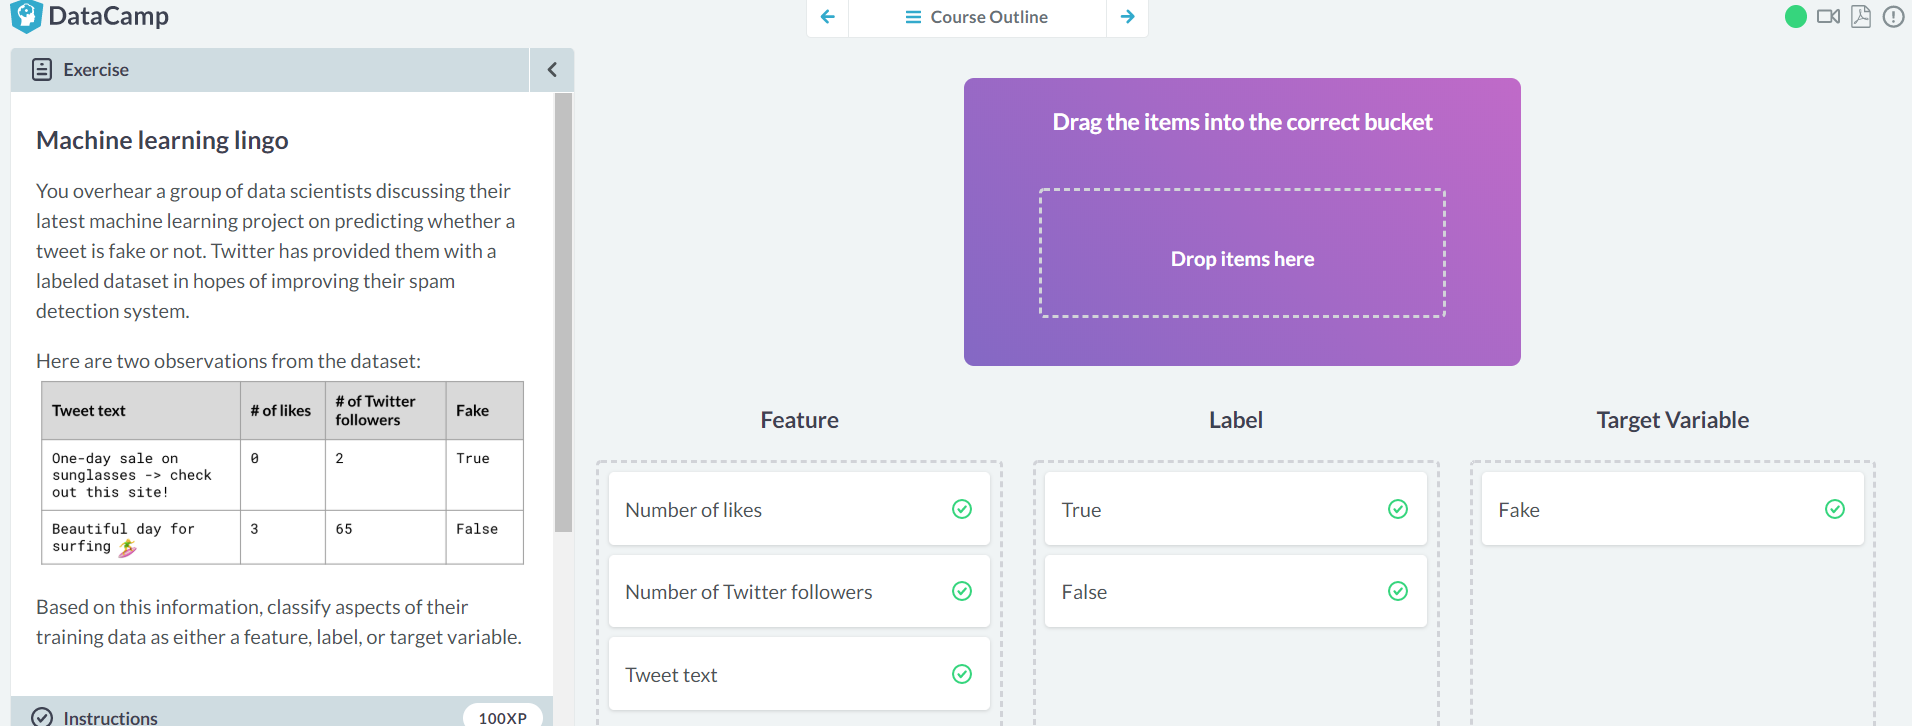 DataCamp
Course Outline
Exercise
Machine learning lingo
You overhear a group of data scientists discussing their
latest machine learning project on predicting whether a
tweet is fake or not. Twitter has provided them with a
labeled dataset in hopes of improving their spam
detection system.
Here are two observations from the dataset:
Tweet text # of likes # of Twitter followers Fake
One-day sale on sunglasses -> check out this site! 0 2 True
Beautiful day for surfing 🏄 3 65 False
Based on this information, classify aspects of their
training data as either a feature, label, or target variable.
Instructions 100XP
Drag the items into the correct bucket
Drop items here
Feature
Number of likes
Number of Twitter followers
Tweet text
Label
True
False
Target Variable
Fake